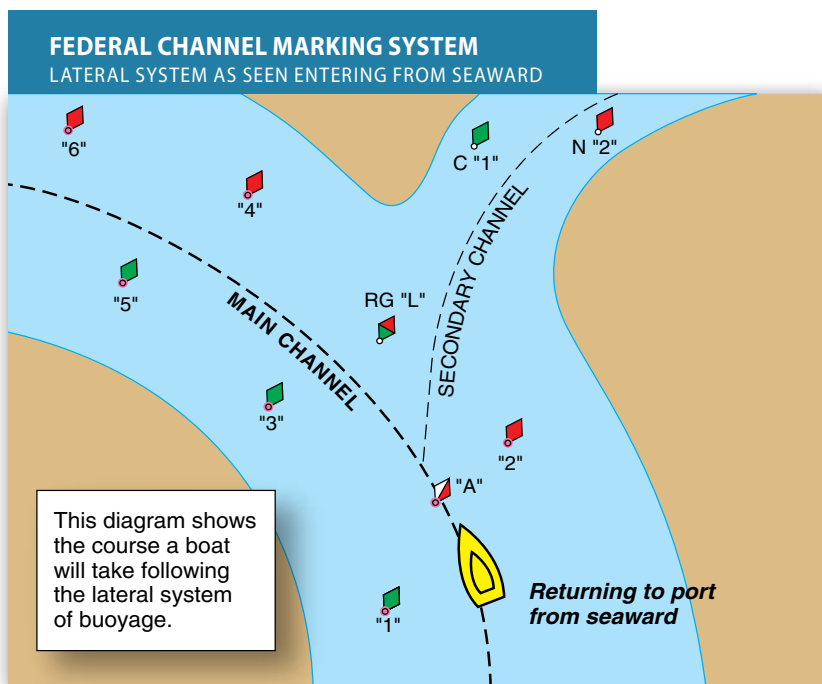 FEDERAL CHANNEL MARKING SYSTEM
LATERAL SYSTEM AS SEEN ENTERING FROM SEAWARD
"6"
C "1"
N "2"
"4"
SECONDARY CHANNEL
"5"
RG "L"
MAIN CHANNEL
"3"
"2"
"A"
This diagram shows
the course a boat
will take following
the lateral system
of buoyage.
"1"
Returning to port
from seaward